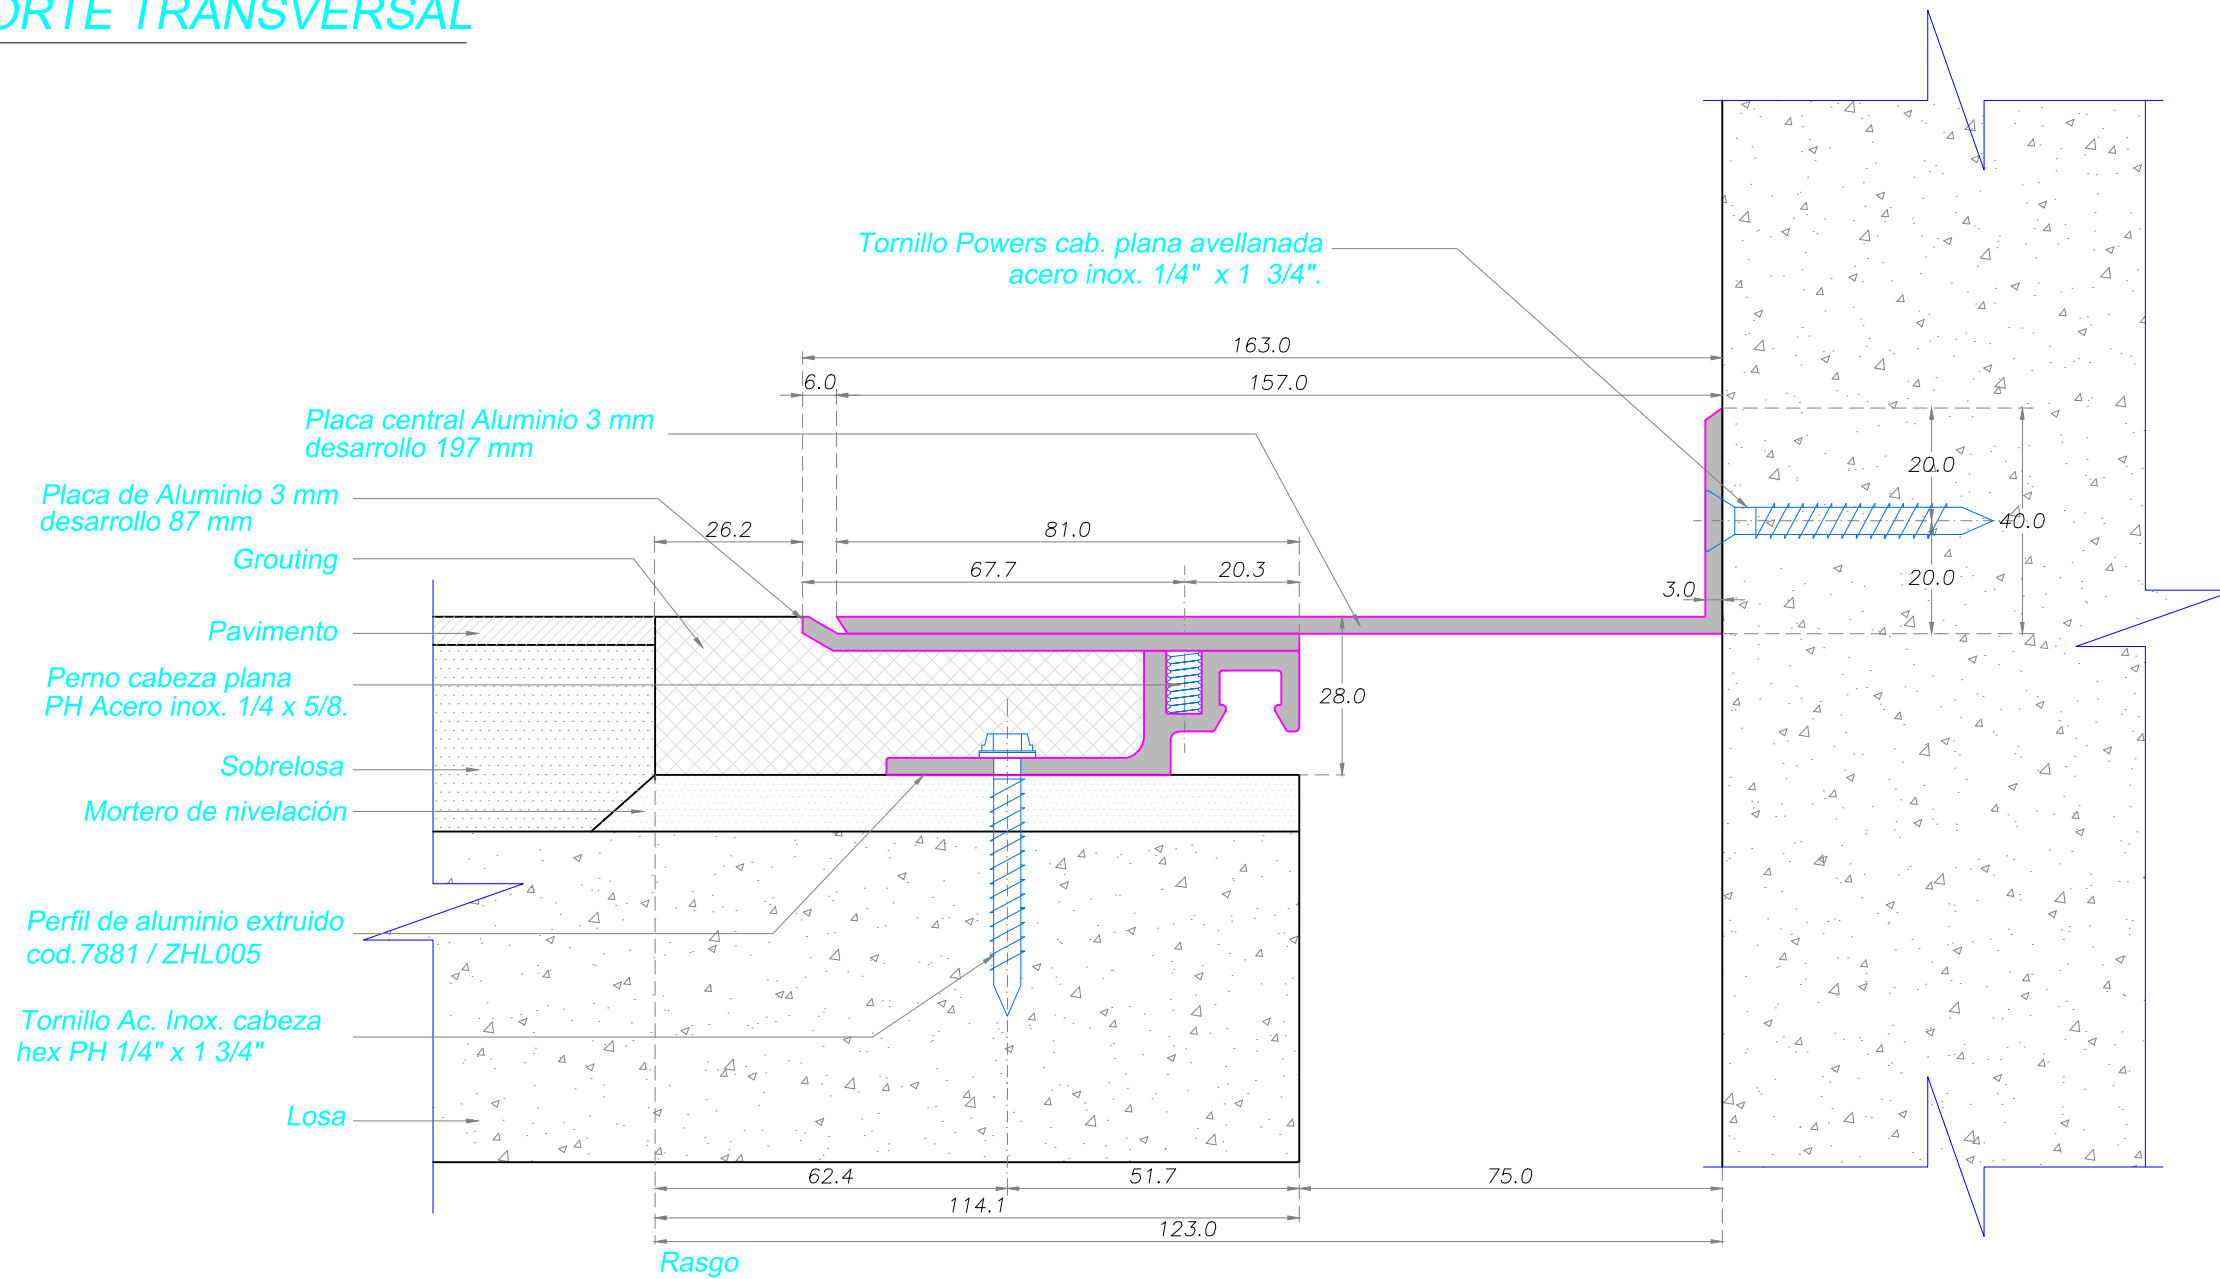 ORTE TRANSVERSAL
Tornillo Powers cab. plana avellanada
acero inox. 1/4" x 1 3/4".
163.0
6.0
157.0
Placa central Aluminio 3 mm
desarrollo 197 mm
20.0
Placa de Aluminio 3 mm
desarrollo 87 mm
40.0
26.2
81.0
Grouting
67.7
20.3
20.0
3.0
Pavimento
Perno cabeza plana
PH Acero inox. 1/4 x 5/8.
28.0
Sobrelosa
Mortero de nivelación
Perfil de aluminio extruido
cod.7881 / ZHL005
Tornillo Ac. Inox. cabeza
hex PH 1/4" x 1 3/4"
Losa
62.4
51.7
75.0
114.1
123.0
Rasgo